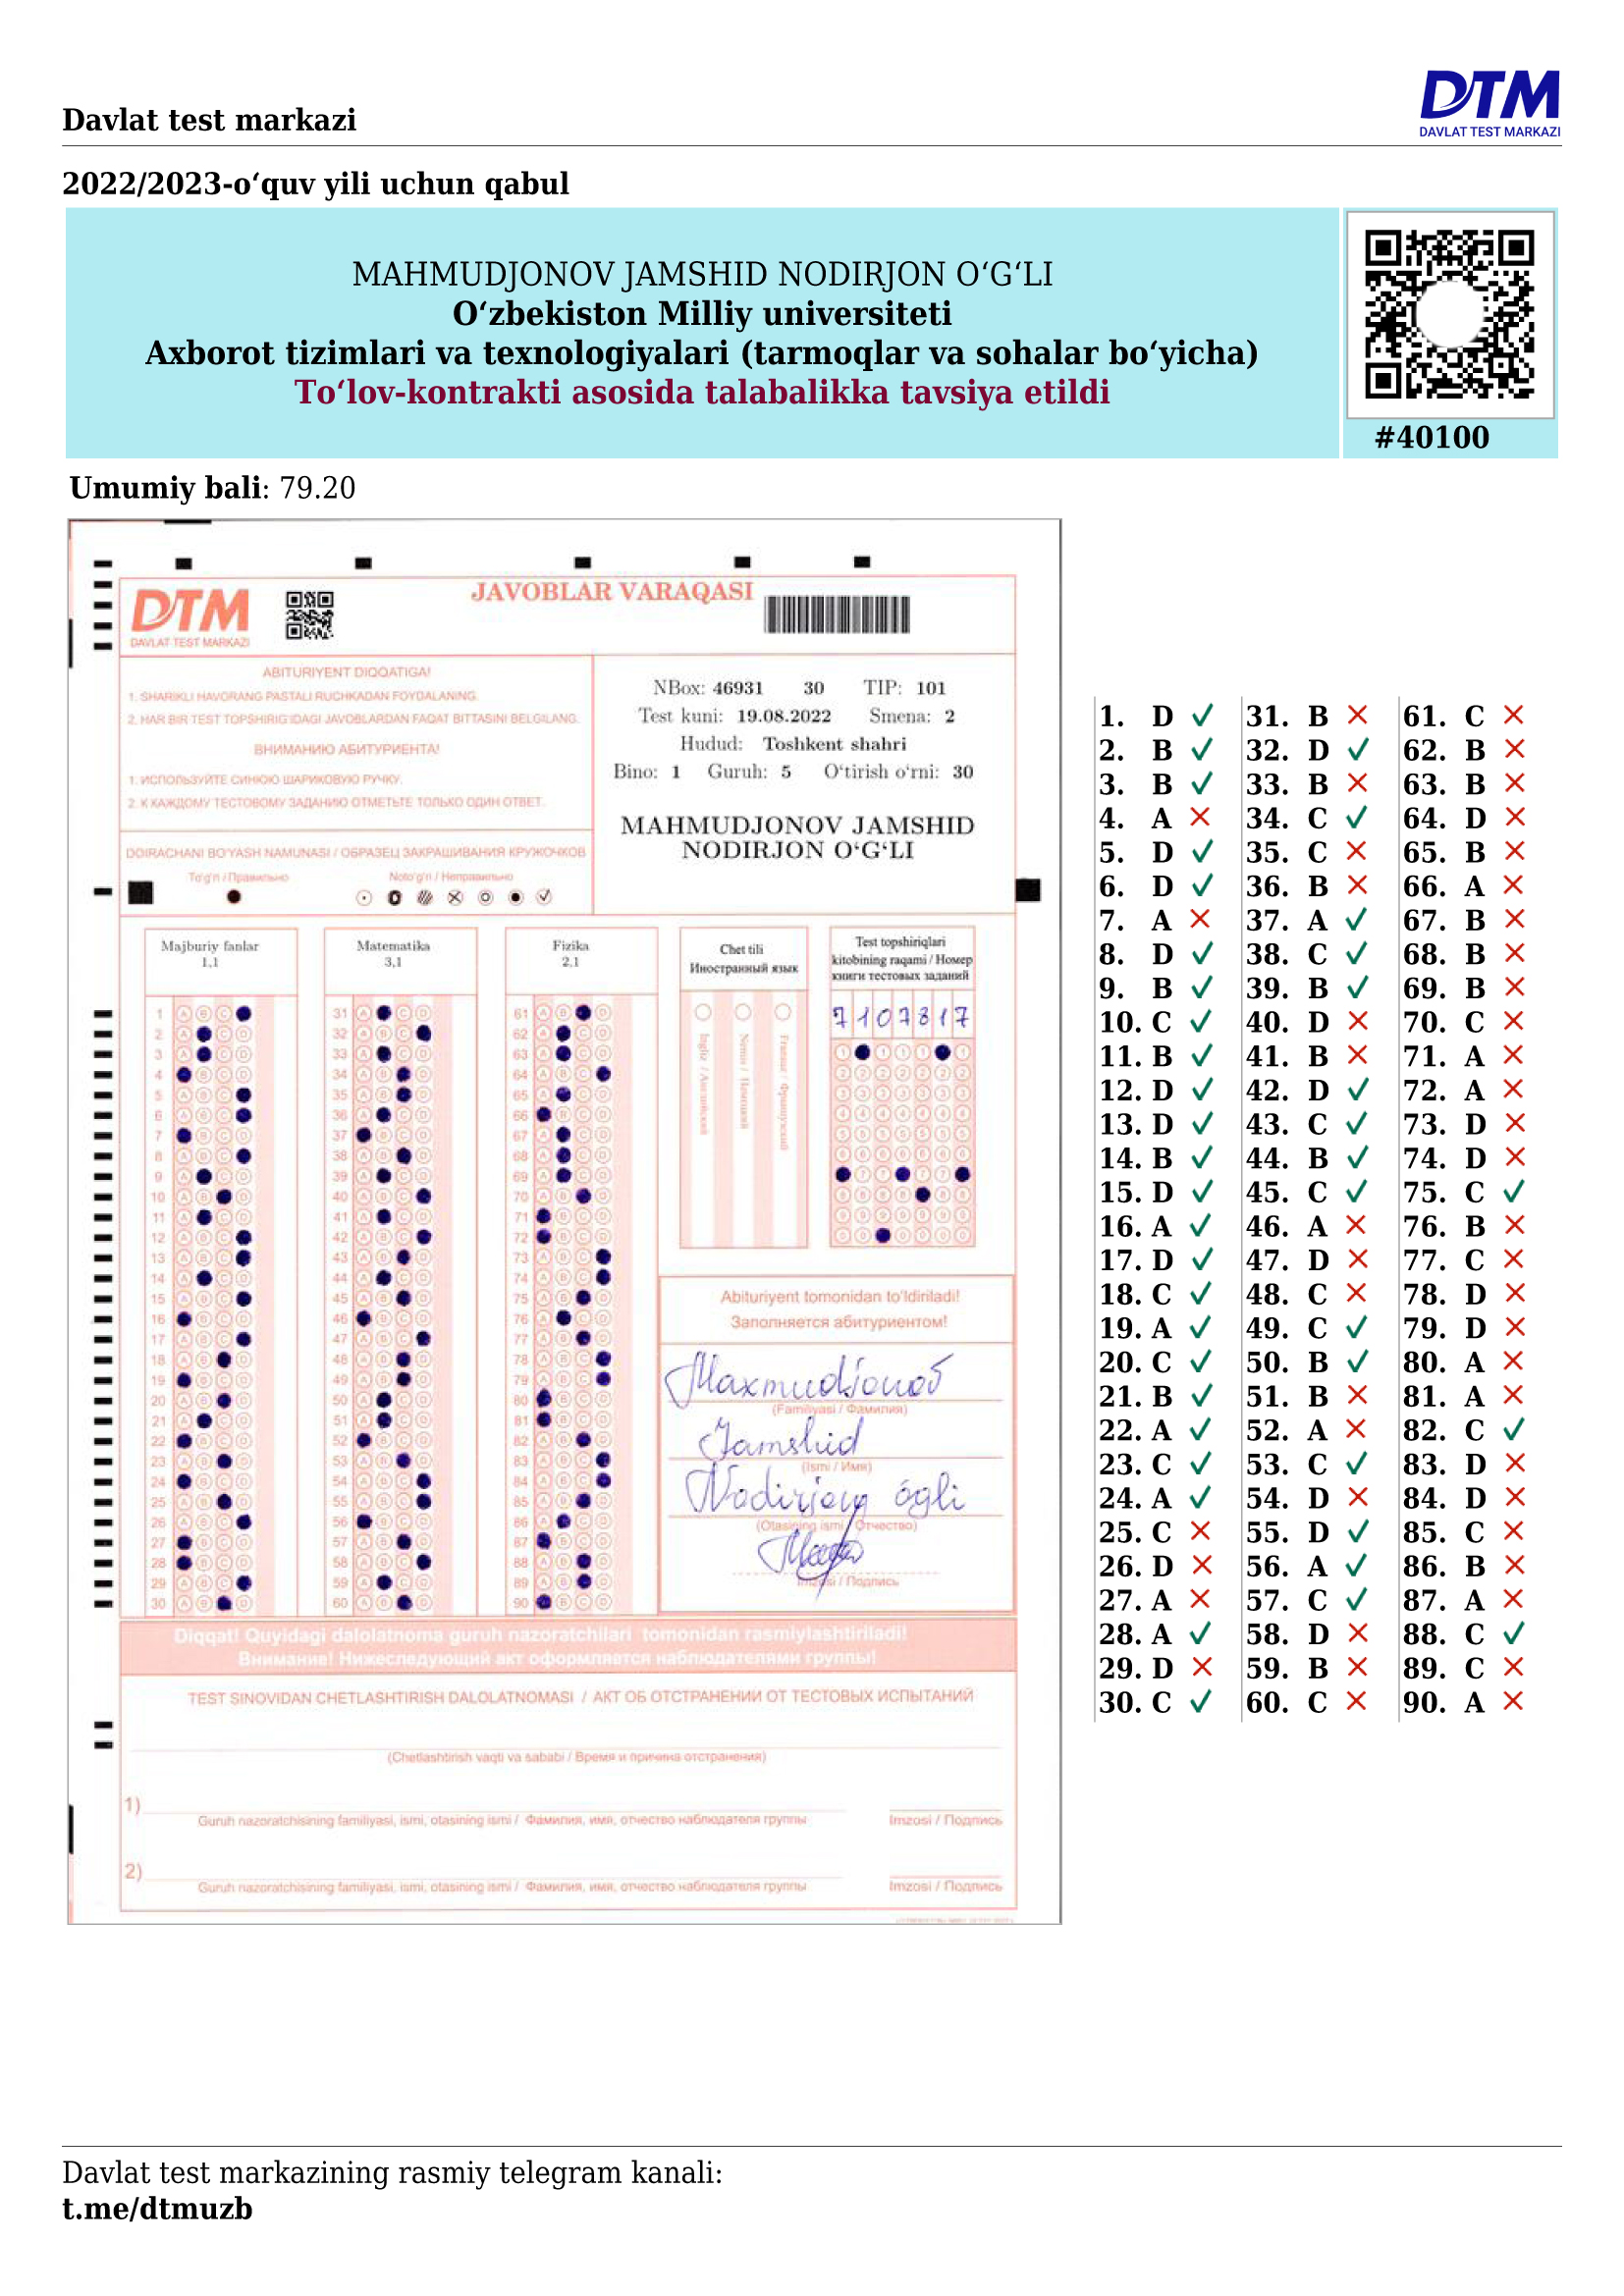 Davlat test markazi
DTM
DAVLAT TEST MARKAZI
2022/2023-o‘quv yili uchun qabul
MAHMUDJONOV JAMSHID NODIRJON O‘G‘LI
O‘zbekiston Milliy universiteti
Axborot tizimlari va texnologiyalari (tarmoqlar va sohalar bo‘yicha)
To‘lov-kontrakti asosida talabalikka tavsiya etildi
#40100
Umumiy bali: 79.20
DTM
DAVLAT TEST MARKAZI
JAVOBLAR VARAQASI
ABITURIYENT DIQQATIGA!
1. SHARIKLI HAVORANG PASTALI RUCHKADAN FOYDALANING.
2. HAR BIR TEST TOPSHIRIG'IDAGI JAVOBLARDAN FAQAT BITTASINI BELGILANG.
ВНИМАНИЮ АБИТУРИЕНТА!
1. ИСПОЛЬЗУЙТЕ СИНЮЮ ШАРИКОВУЮ РУЧКУ.
2. К КАЖДОМУ ТЕСТОВОМУ ЗАДАНИЮ ОТМЕТЬТЕ ТОЛЬКО ОДИН ОТВЕТ.
DOIRACHANI BO'YASH NAMUNASI / ОБРАЗЕЦ ЗАКРАШИВАНИЯ КРУЖОЧКОВ
To'g'ri / Правильно
Noto'g'ri / Неправильно
NBox: 46931 30 TIP: 101
Test kuni: 19.08.2022 Smena: 2
Hudud: Toshkent shahri
Bino: 1 Guruh: 5 O‘tirish o‘rni: 30
MAHMUDJONOV JAMSHID
NODIRJON O‘G‘LI
Majburiy fanlar
1,1
Matematika
3,1
Fizika
2,1
Chet tili
Иностранный язык
Test topshiriqlari
kitobining raqami / Номер
книги тестовых заданий
7107817
Ingliz / Английский
Nemis / Немецкий
Fransuz / Французский
Abituriyent tomonidan to'ldiriladi!
Заполняется абитуриентом!
Maxmudjonov
(Familiyasi / Фамилия)
Jamshid
(Ismi / Имя)
Nodirjon ógli
(Otasining ismi / Отчество)
Imzosi / Подпись
Diqqat! Quyidagi dalolatnoma guruh nazoratchilari tomonidan rasmiylashtiriladi!
Внимание! Нижеследующий акт оформляется наблюдателями группы!
TEST SINOVIDAN CHETLASHTIRISH DALOLATNOMASI / АКТ ОБ ОТСТРАНЕНИИ ОТ ТЕСТОВЫХ ИСПЫТАНИЙ
(Chetlashtirish vaqti va sababi / Время и причина отстранения)
1)
Guruh nazoratchisining familiyasi, ismi, otasining ismi / Фамилия, имя, отчество наблюдателя группы Imzosi / Подпись
2)
Guruh nazoratchisining familiyasi, ismi, otasining ismi / Фамилия, имя, отчество наблюдателя группы Imzosi / Подпись
1. D ✓ 31. B ✕ 61. C ✕
2. B ✓ 32. D ✓ 62. B ✕
3. B ✓ 33. B ✕ 63. B ✕
4. A ✕ 34. C ✓ 64. D ✕
5. D ✓ 35. C ✕ 65. B ✕
6. D ✓ 36. B ✕ 66. A ✕
7. A ✕ 37. A ✓ 67. B ✕
8. D ✓ 38. C ✓ 68. B ✕
9. B ✓ 39. B ✓ 69. B ✕
10. C ✓ 40. D ✕ 70. C ✕
11. B ✓ 41. B ✕ 71. A ✕
12. D ✓ 42. D ✓ 72. A ✕
13. D ✓ 43. C ✓ 73. D ✕
14. B ✓ 44. B ✓ 74. D ✕
15. D ✓ 45. C ✓ 75. C ✓
16. A ✓ 46. A ✕ 76. B ✕
17. D ✓ 47. D ✕ 77. C ✕
18. C ✓ 48. C ✕ 78. D ✕
19. A ✓ 49. C ✓ 79. D ✕
20. C ✓ 50. B ✓ 80. A ✕
21. B ✓ 51. B ✕ 81. A ✕
22. A ✓ 52. A ✕ 82. C ✓
23. C ✓ 53. C ✓ 83. D ✕
24. A ✓ 54. D ✕ 84. D ✕
25. C ✕ 55. D ✓ 85. C ✕
26. D ✕ 56. A ✓ 86. B ✕
27. A ✕ 57. C ✓ 87. A ✕
28. A ✓ 58. D ✕ 88. C ✓
29. D ✕ 59. B ✕ 89. C ✕
30. C ✓ 60. C ✕ 90. A ✕
Davlat test markazining rasmiy telegram kanali:
t.me/dtmuzb